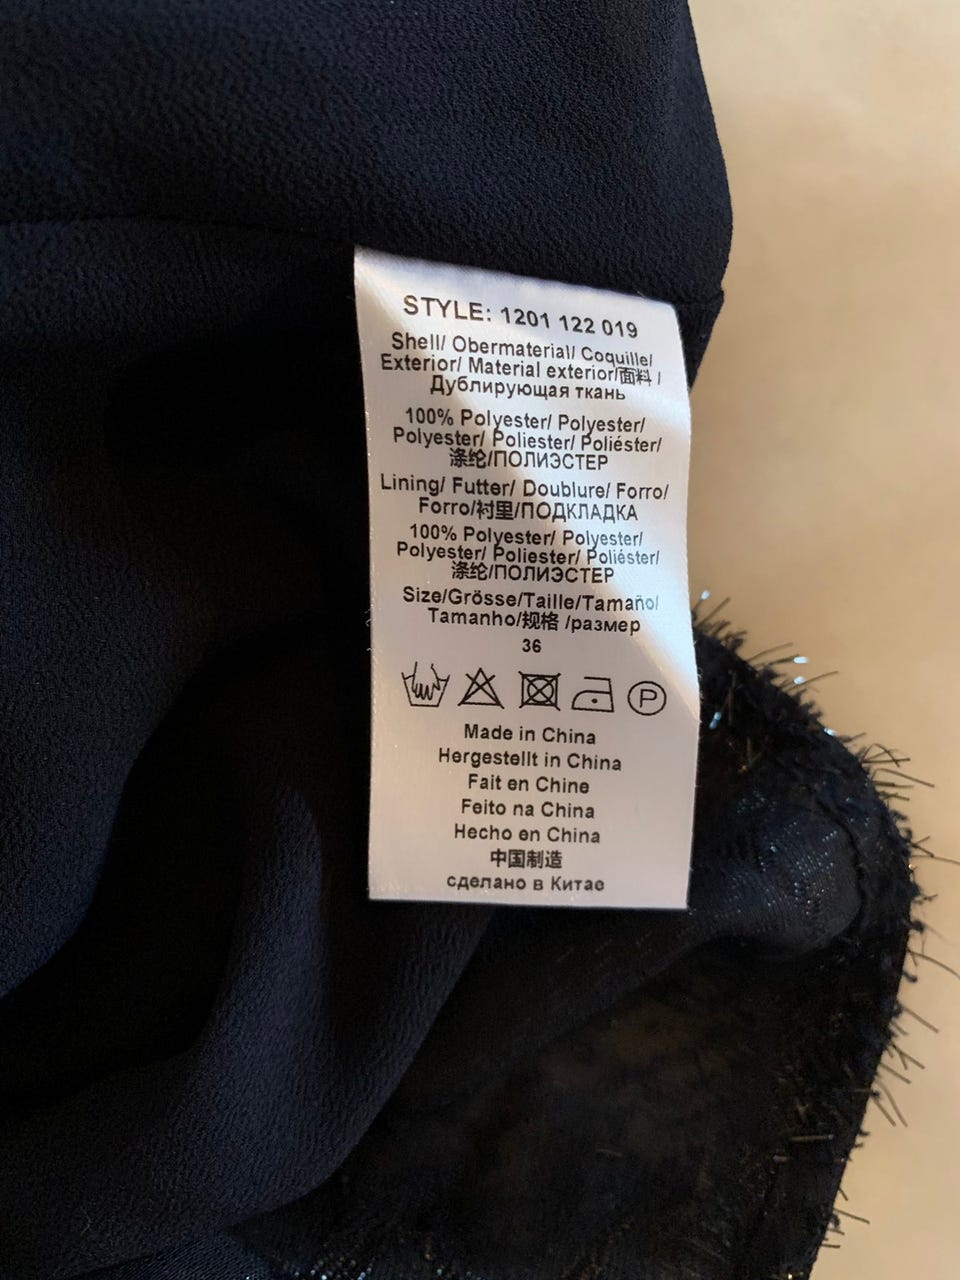 STYLE: 1201 122 019
Shell/ Obermaterial/ Coquille/
Exterior/ Material exterior/面料 /
Дублирующая ткань
100% Polyester/ Polyester/
Polyester/ Poliester/ Poliéster/
涤纶/ПОЛИЭСТЕР
Lining/ Futter/ Doublure/ Forro/
Forro/衬里/ПОДКЛАДКА
100% Polyester/ Polyester/
Polyester/ Poliester/ Poliéster/
涤纶/ПОЛИЭСТЕР
Size/Grösse/Taille/Tamaño/
Tamanho/规格 /размер
36
P
Made in China
Hergestellt in China
Fait en Chine
Feito na China
Hecho en China
中国制造
сделано в Китае